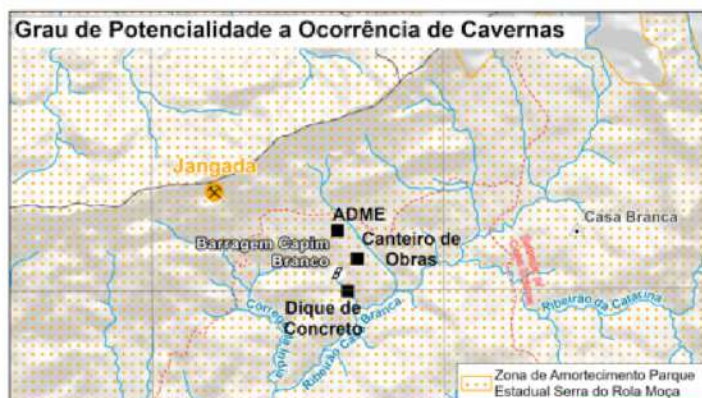 Grau de Potencialidade a Ocorrência de Cavernas
Jangada
ADME
Casa Branca
Barragem Capim
Branco
Canteiro de
Obras
Dique de
Concreto
Córrego
Ribeirão Casa Branca
Ribeirão da Catarina
Zona de Amortecimento Parque
Estadual Serra do Rola Moça